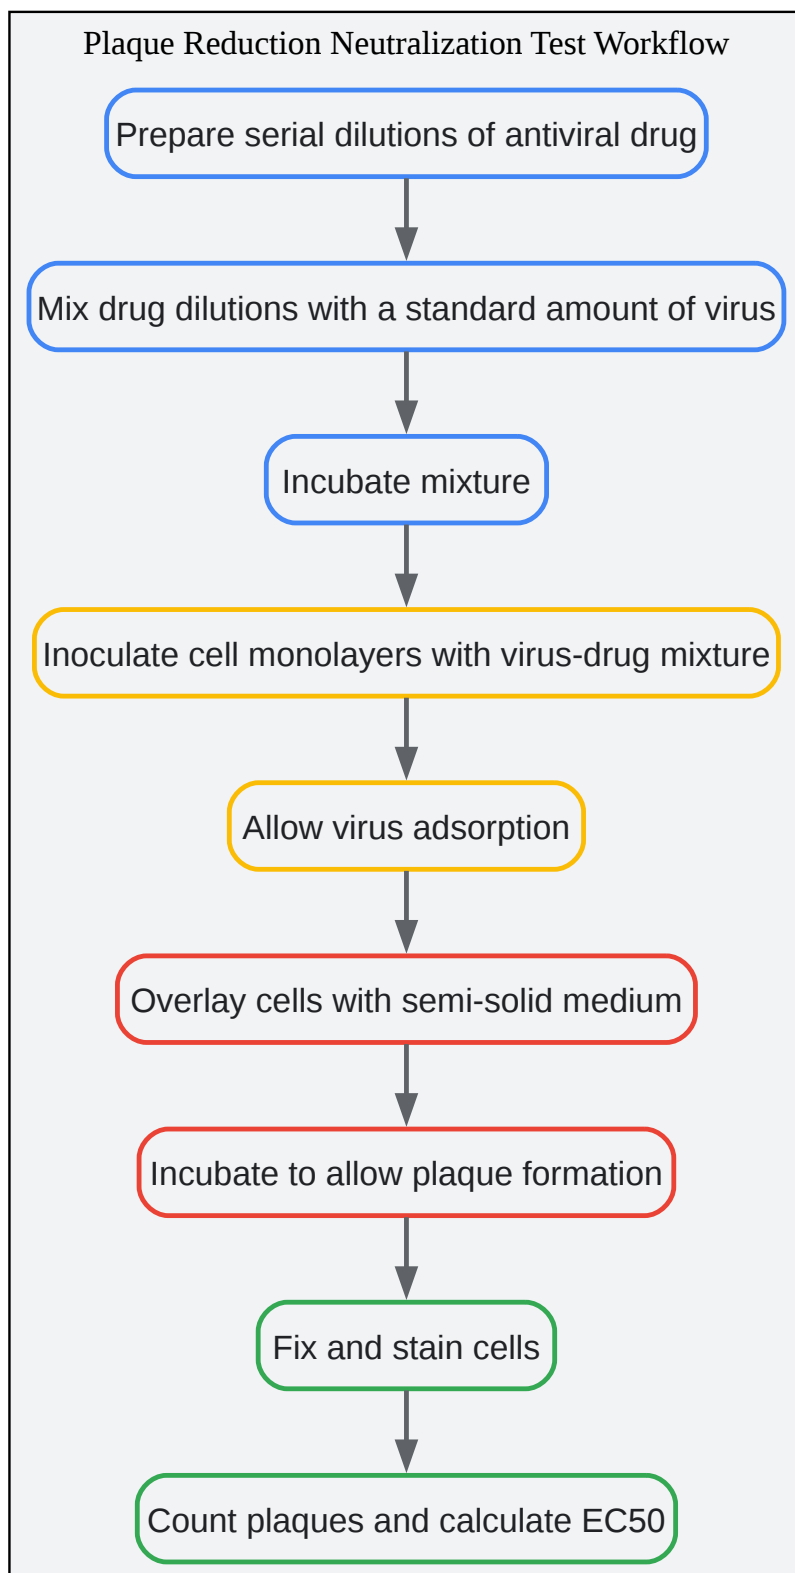 Plaque Reduction Neutralization Test Workflow
Prepare serial dilutions of antiviral drug
Mix drug dilutions with a standard amount of virus
Incubate mixture
Inoculate cell monolayers with virus-drug mixture
Allow virus adsorption
Overlay cells with semi-solid medium
Incubate to allow plaque formation
Fix and stain cells
Count plaques and calculate EC50